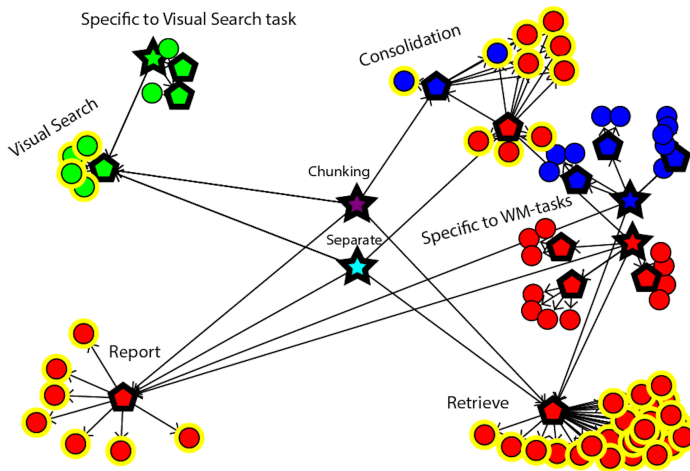 Specific to Visual Search task
Consolidation
Visual Search
Chunking
Specific to WM-tasks
Separate
Report
Retrieve